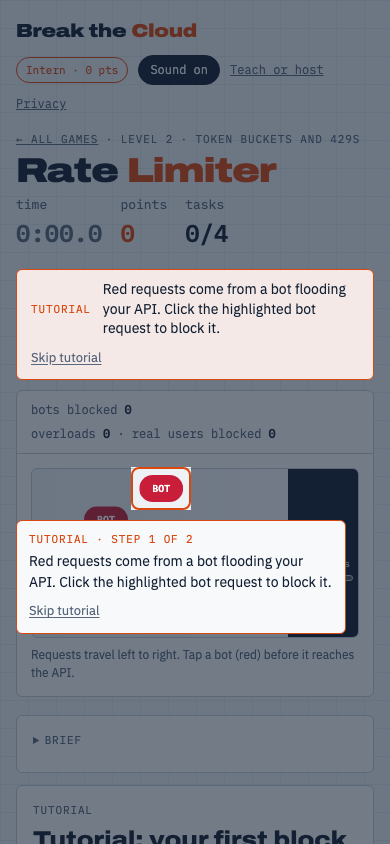 Break the Cloud
Intern · 0 pts
Sound on
Teach or host
Privacy
← ALL GAMES · LEVEL 2 · TOKEN BUCKETS AND 429S
Rate Limiter
time points tasks
0:00.0 0 0/4
TUTORIAL
Red requests come from a bot flooding
your API. Click the highlighted bot
request to block it.
Skip tutorial
bots blocked 0
overloads 0 · real users blocked 0
BOT
BOT
TUTORIAL · STEP 1 OF 2
Red requests come from a bot flooding your
API. Click the highlighted bot request to block it.
Skip tutorial
Requests travel left to right. Tap a bot (red) before it reaches
the API.
▶ BRIEF
TUTORIAL
Tutorial: your first block